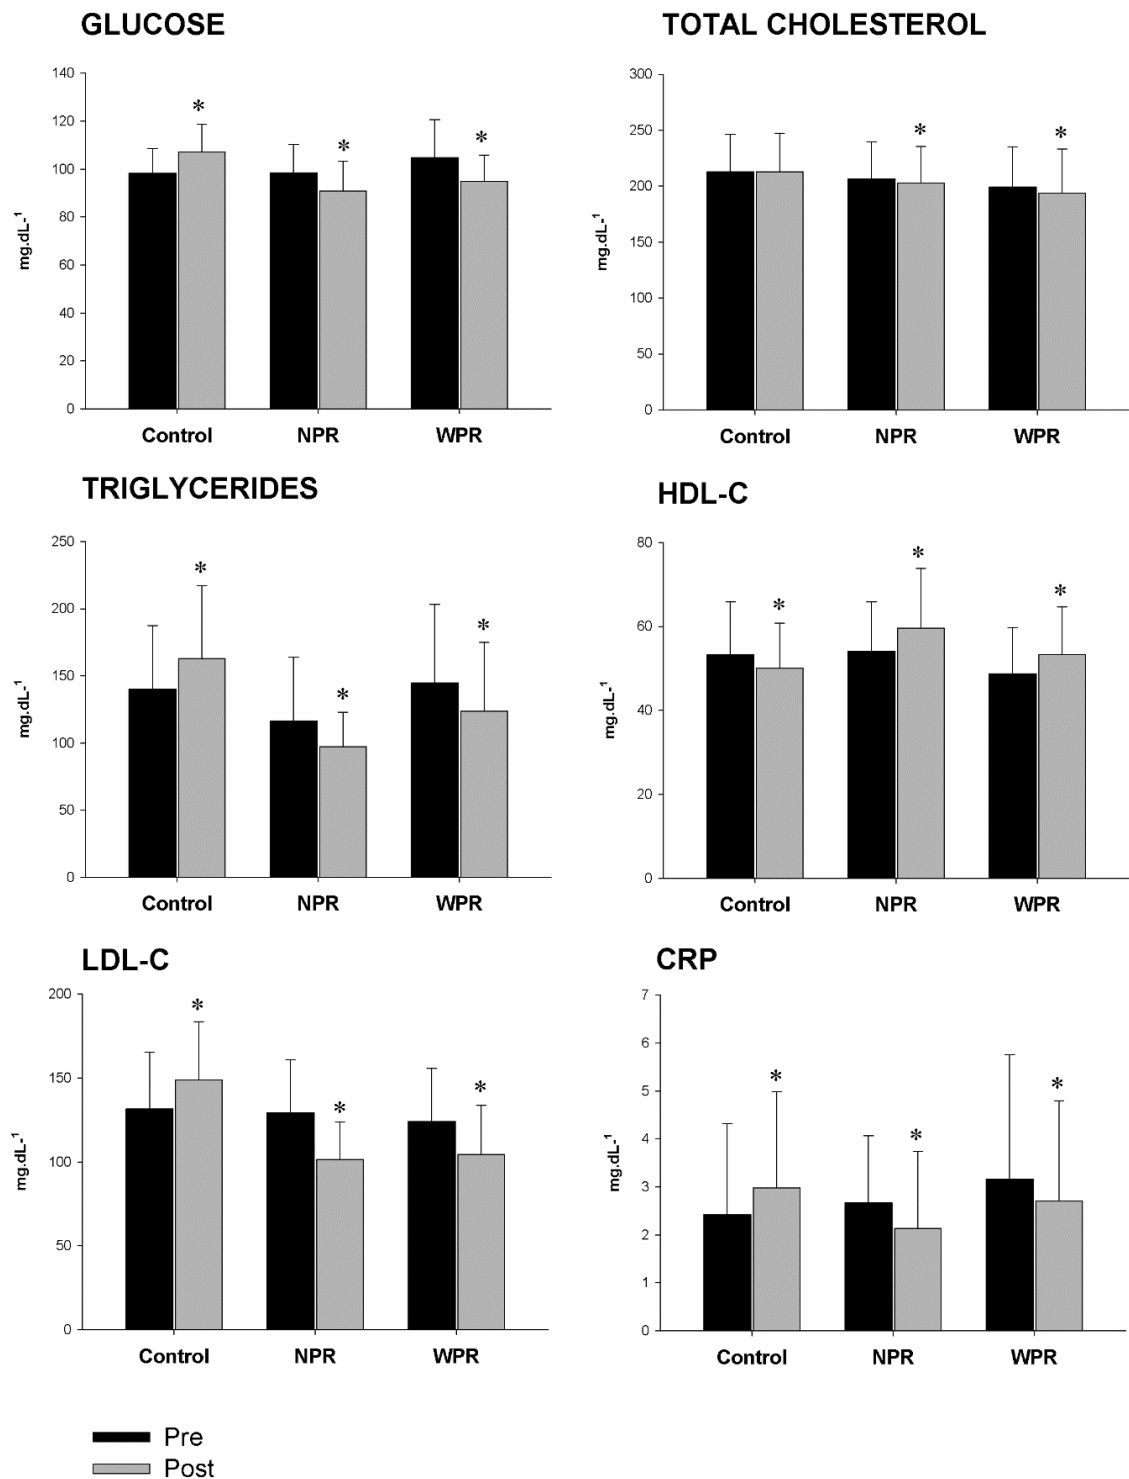 GLUCOSE
140
120
100
80
60
40
20
0
mg.dL-1
*
*
*
Control NPR WPR
TOTAL CHOLESTEROL
300
250
200
150
100
50
0
mg.dL-1
*
*
Control NPR WPR
TRIGLYCERIDES
250
200
150
100
50
0
mg.dL-1
*
*
*
Control NPR WPR
HDL-C
80
60
40
20
0
mg.dL-1
*
*
*
Control NPR WPR
LDL-C
200
150
100
50
0
mg.dL-1
*
*
*
Control NPR WPR
CRP
7
6
5
4
3
2
1
0
mg.dL-1
*
*
*
Control NPR WPR
Pre
Post